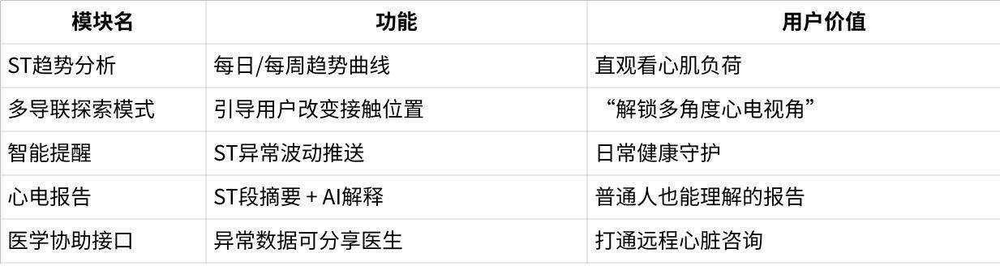 模块名 功能 用户价值
ST趋势分析 每日/每周趋势曲线 直观看心肌负荷
多导联探索模式 引导用户改变接触位置 “解锁多角度心电视角”
智能提醒 ST异常波动推送 日常健康守护
心电报告 ST段摘要 + AI解释 普通人也能理解的报告
医学协助接口 异常数据可分享医生 打通远程心脏咨询